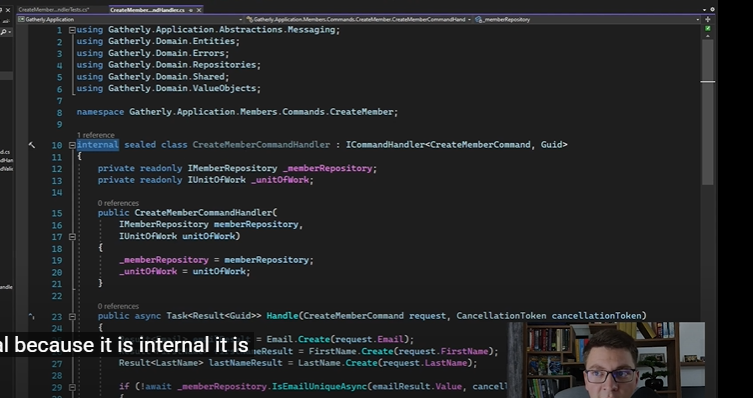 CreateMember...ndlerTests.cs*
CreateMember...ndHandler.cs
Gatherly.Application
Gatherly.Application.Members.Commands.CreateMember.CreateMemberCommandHand
_memberRepository
1 using Gatherly.Application.Abstractions.Messaging;
2 using Gatherly.Domain.Entities;
3 using Gatherly.Domain.Errors;
4 using Gatherly.Domain.Repositories;
5 using Gatherly.Domain.Shared;
6 using Gatherly.Domain.ValueObjects;
7
8 namespace Gatherly.Application.Members.Commands.CreateMember;
9
1 reference
10 internal sealed class CreateMemberCommandHandler : ICommandHandler<CreateMemberCommand, Guid>
11 {
12 private readonly IMemberRepository _memberRepository;
13 private readonly IUnitOfWork _unitOfWork;
14
0 references
15 public CreateMemberCommandHandler(
16 IMemberRepository memberRepository,
17 IUnitOfWork unitOfWork)
18 {
19 _memberRepository = memberRepository;
20 _unitOfWork = unitOfWork;
21 }
22
0 references
23 public async Task<Result<Guid>> Handle(CreateMemberCommand request, CancellationToken cancellationToken)
24 {
= Email.Create(request.Email);
meResult = FirstName.Create(request.FirstName);
al because it is internal it is
27 Result<LastName> lastNameResult = LastName.Create(request.LastName);
28
29 if (!await _memberRepository.IsEmailUniqueAsync(emailResult.Value, cancel
30 {